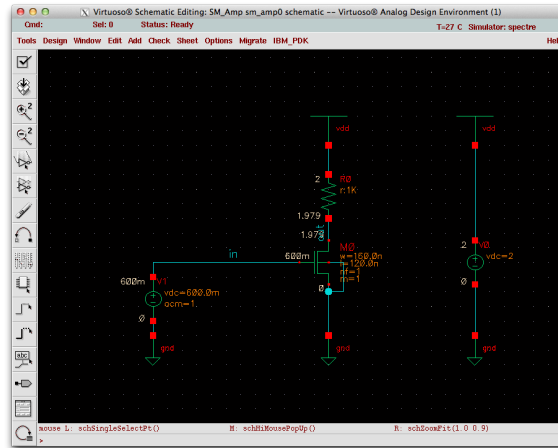 Virtuoso® Schematic Editing: SM_Amp sm_amp0 schematic -- Virtuoso® Analog Design Environment (1)
Cmd: Sel: 0 Status: Ready T=27 C Simulator: spectre
Tools Design Window Edit Add Check Sheet Options Migrate IBM_PDK Hel
vdd
vdd
2
R0
r:1K
1.979
1.979
out
in
600m
M0
w=160.0n
l=120.0n
nf=1
m=1
0
2
V0
vdc=2
0
600m
V1
vdc=600.0m
acm=1
0
gnd
gnd
gnd
abc
mouse L: schSingleSelectPt() M: schHiMousePopUp() R: schZoomFit(1.0 0.9)
>